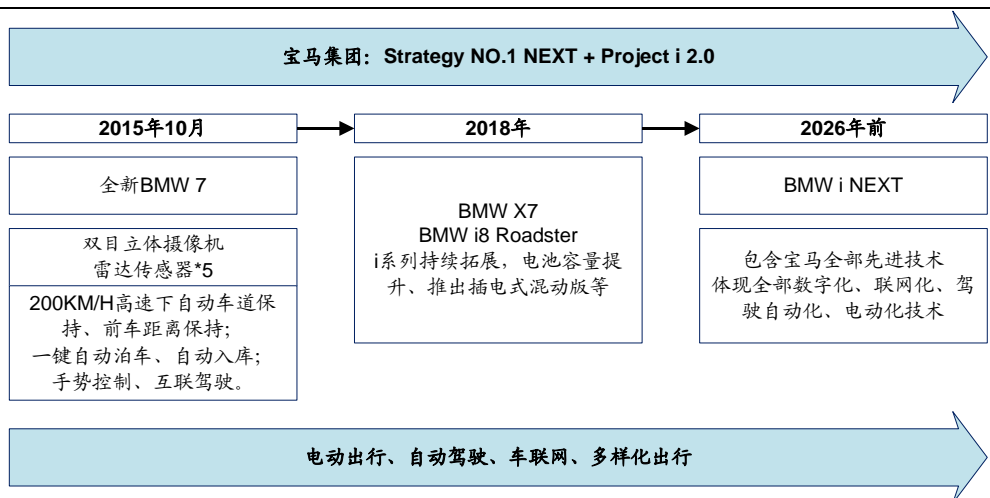 宝马集团：Strategy NO.1 NEXT + Project i 2.0
2015年10月
2018年
2026年前
全新BMW 7
双目立体摄像机
雷达传感器*5
200KM/H高速下自动车道保
持、前车距离保持；
一键自动泊车、自动入库；
手势控制、互联驾驶。
BMW X7
BMW i8 Roadster
i系列持续拓展，电池容量提
升、推出插电式混动版等
BMW i NEXT
包含宝马全部先进技术
体现全部数字化、联网化、驾
驶自动化、电动化技术
电动出行、自动驾驶、车联网、多样化出行